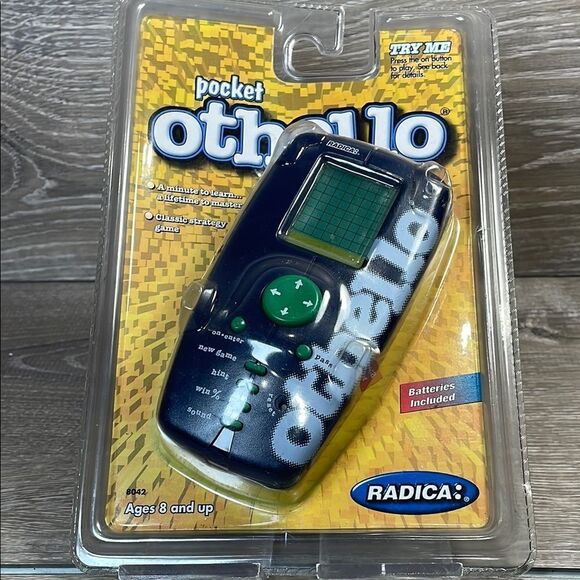 TRY ME
Press the on button
to play. See back
for details.
pocket
othello®
• A minute to learn...
a lifetime to master
• Classic strategy
game
RADICA:
othello
on•enter
new game
pass
hint
win %
reset
sound
Batteries
Included
8042
Ages 8 and up
RADICA:®